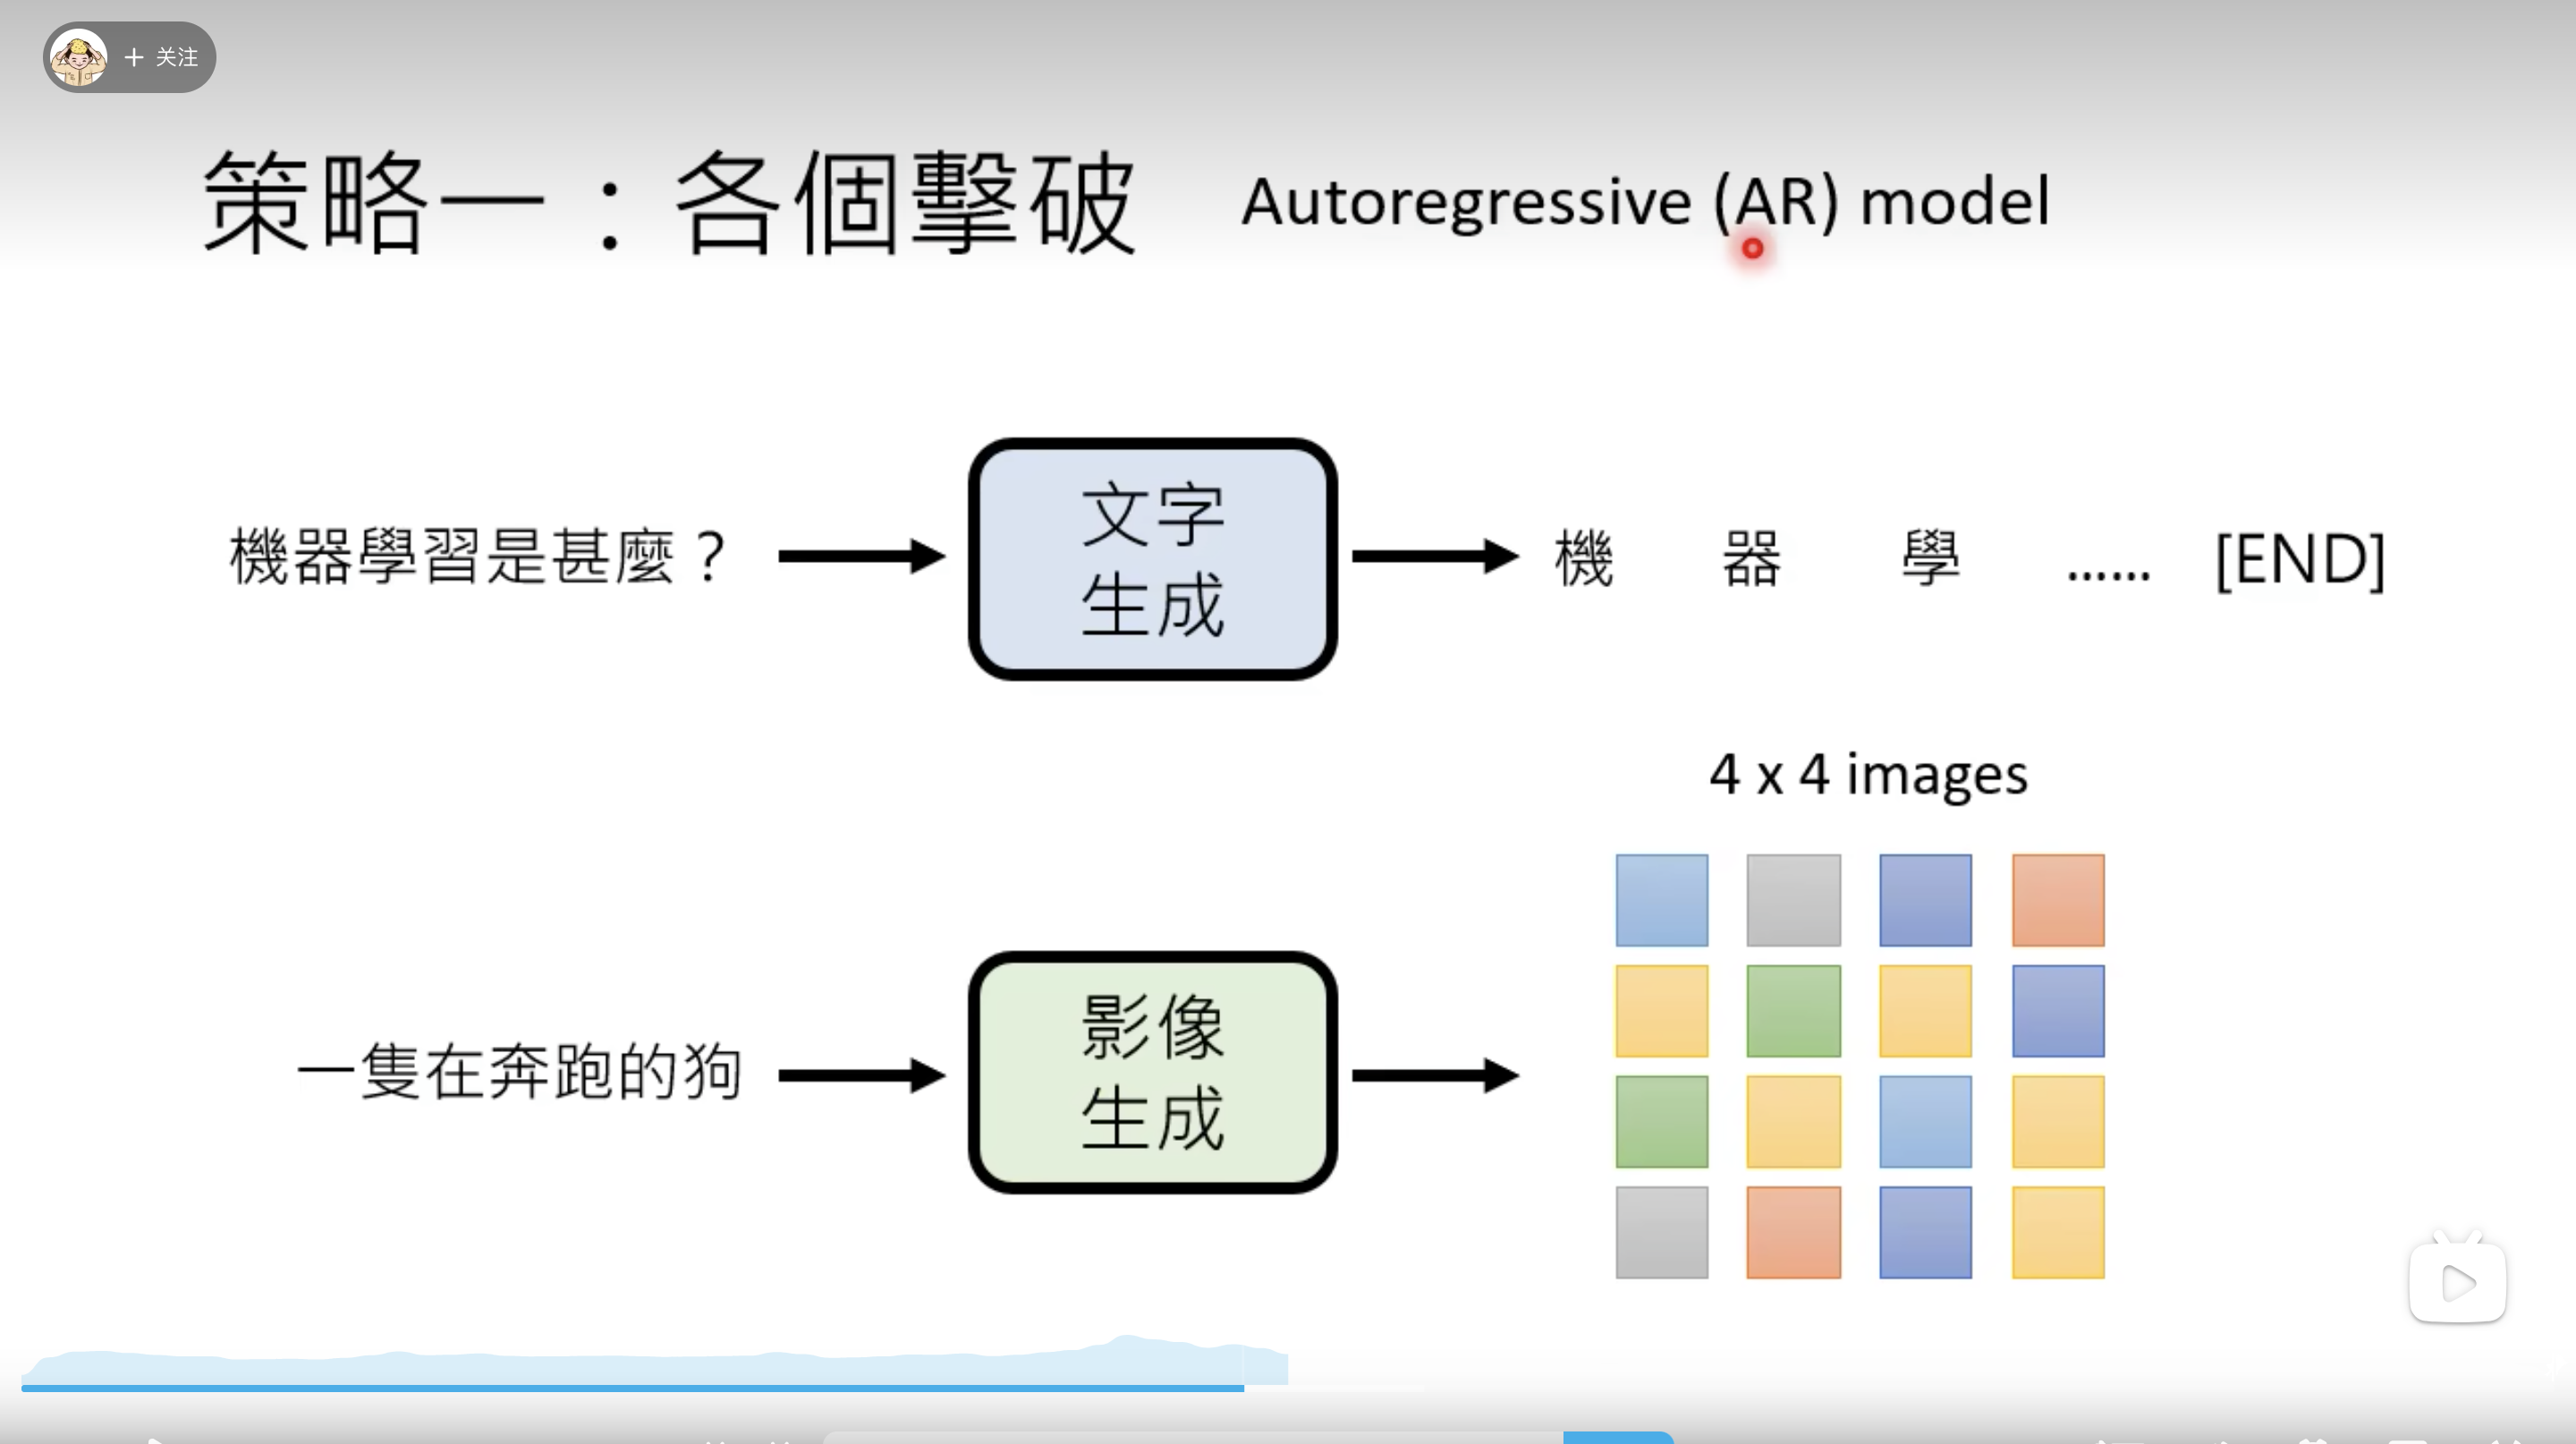 + 关注
策略一：各個擊破 Autoregressive (AR) model
機器學習是甚麼？ 文字生成 機 器 學 …… [END]
4 x 4 images
一隻在奔跑的狗 影像生成